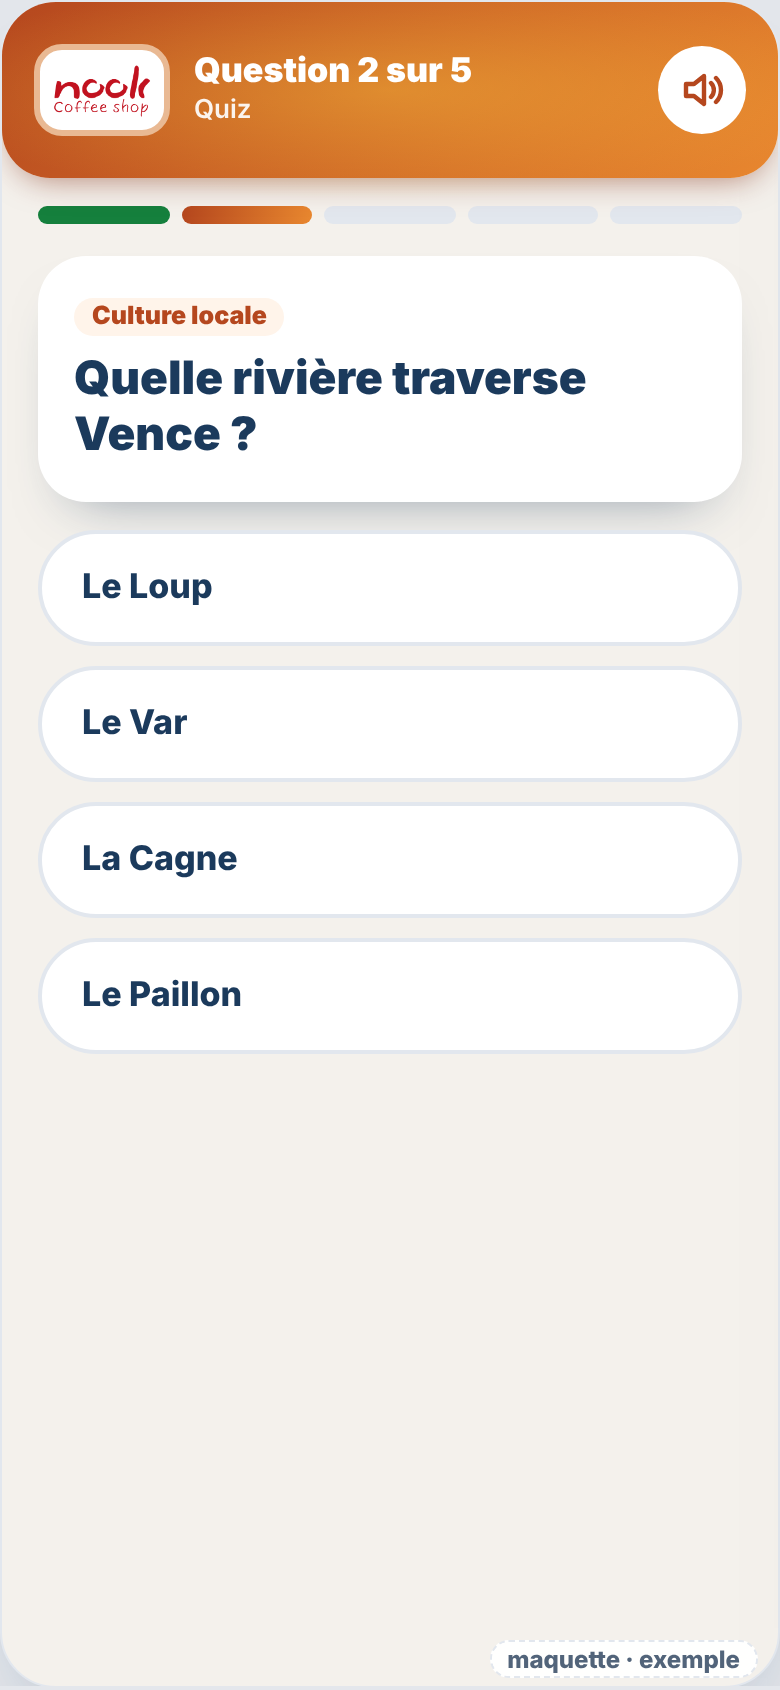 nook
Coffee shop
Question 2 sur 5
Quiz
Culture locale
Quelle rivière traverse
Vence ?
Le Loup
Le Var
La Cagne
Le Paillon
maquette · exemple